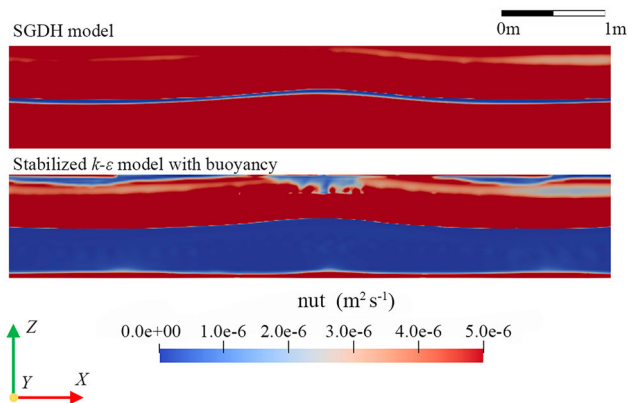 0m 1m
SGDH model
Stabilized k-ε model with buoyancy
nut (m² s⁻¹)
0.0e+00 1.0e-6 2.0e-6 3.0e-6 4.0e-6 5.0e-6
Z
Y X